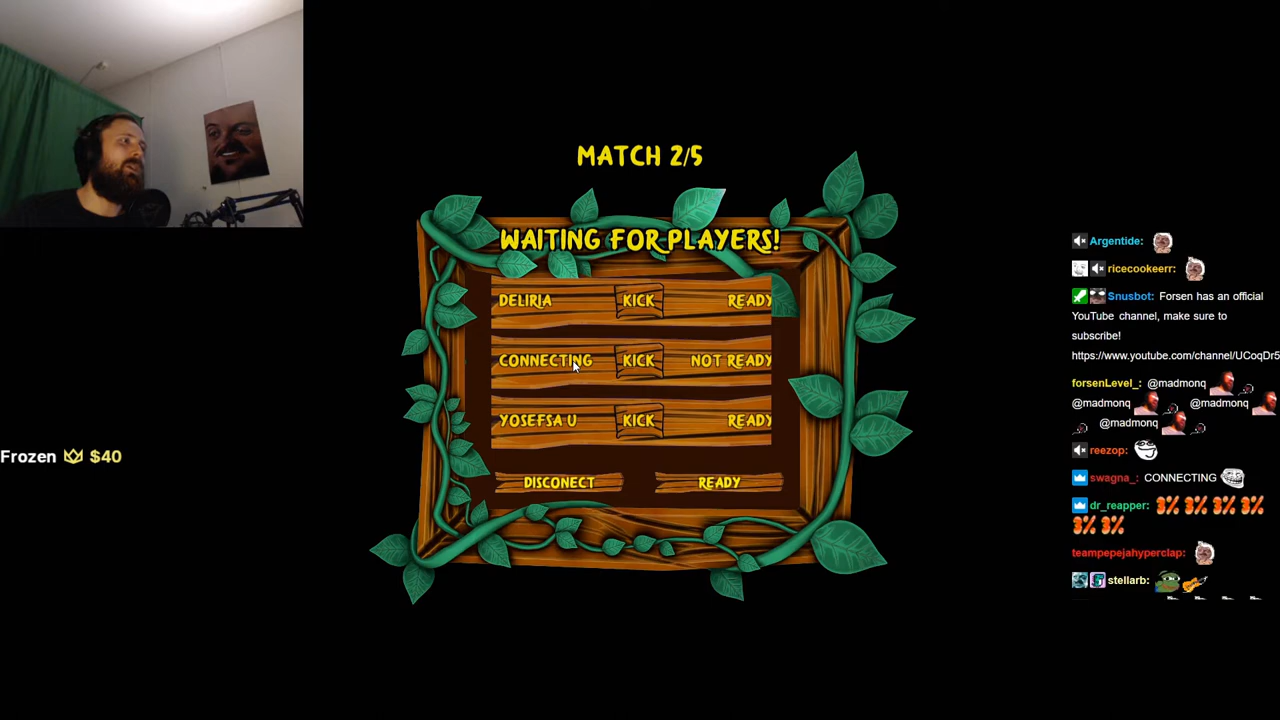 MATCH 2/5
WAITING FOR PLAYERS!
DELIRIA KICK READY
CONNECTING KICK NOT READY
YOSEFSA U KICK READY
DISCONECT READY
Frozen $40
Argentide:
ricecookeerr:
Snusbot: Forsen has an official
YouTube channel, make sure to
subscribe!
https://www.youtube.com/channel/UCoqDr5
forsenLevel_: @madmonq
@madmonq @madmonq
@madmonq
reezop:
swagna_: CONNECTING
dr_reapper: 3% 3% 3% 3%
3% 3%
teampepejahyperclap:
stellarb: